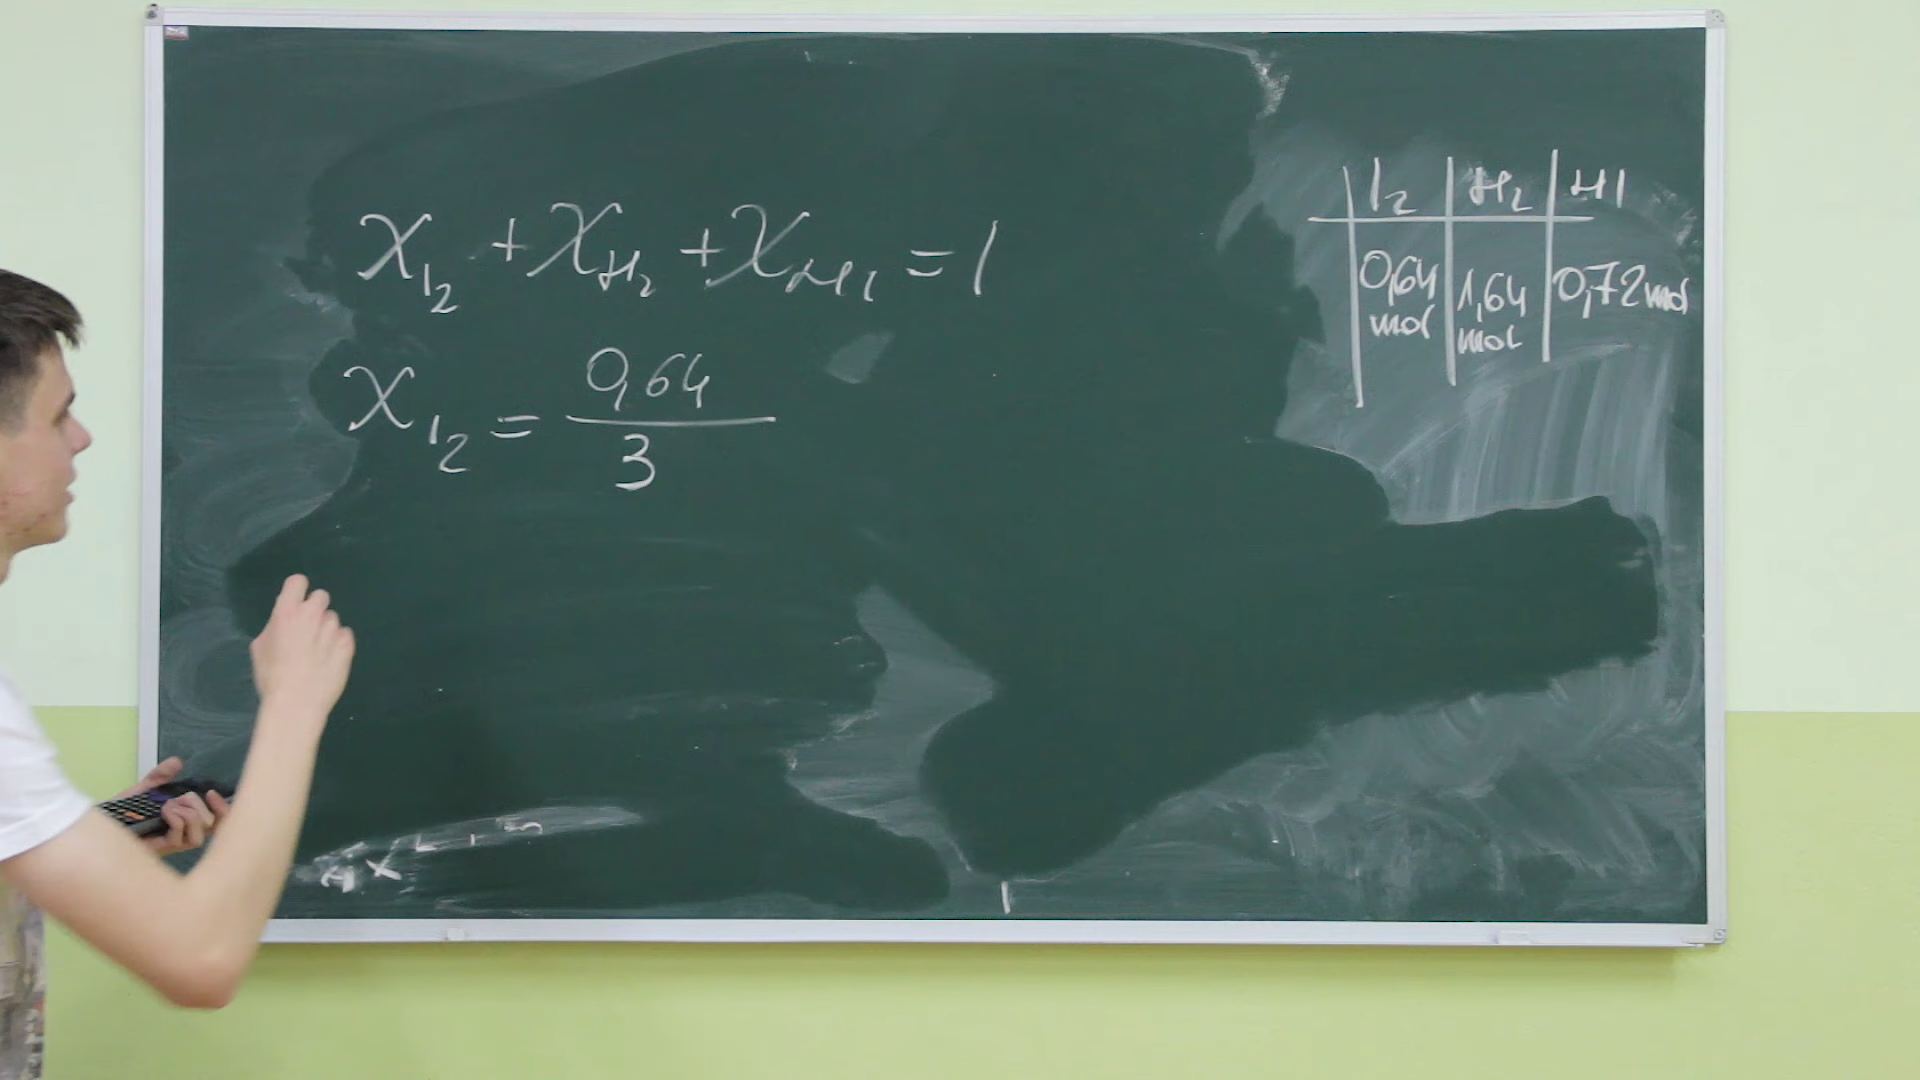 X I₂ + X H₂ + X HI = 1
X I₂ = 0,64 / 3
I₂ | H₂ | HI
0,64 mol | 1,64 mol | 0,72 mol